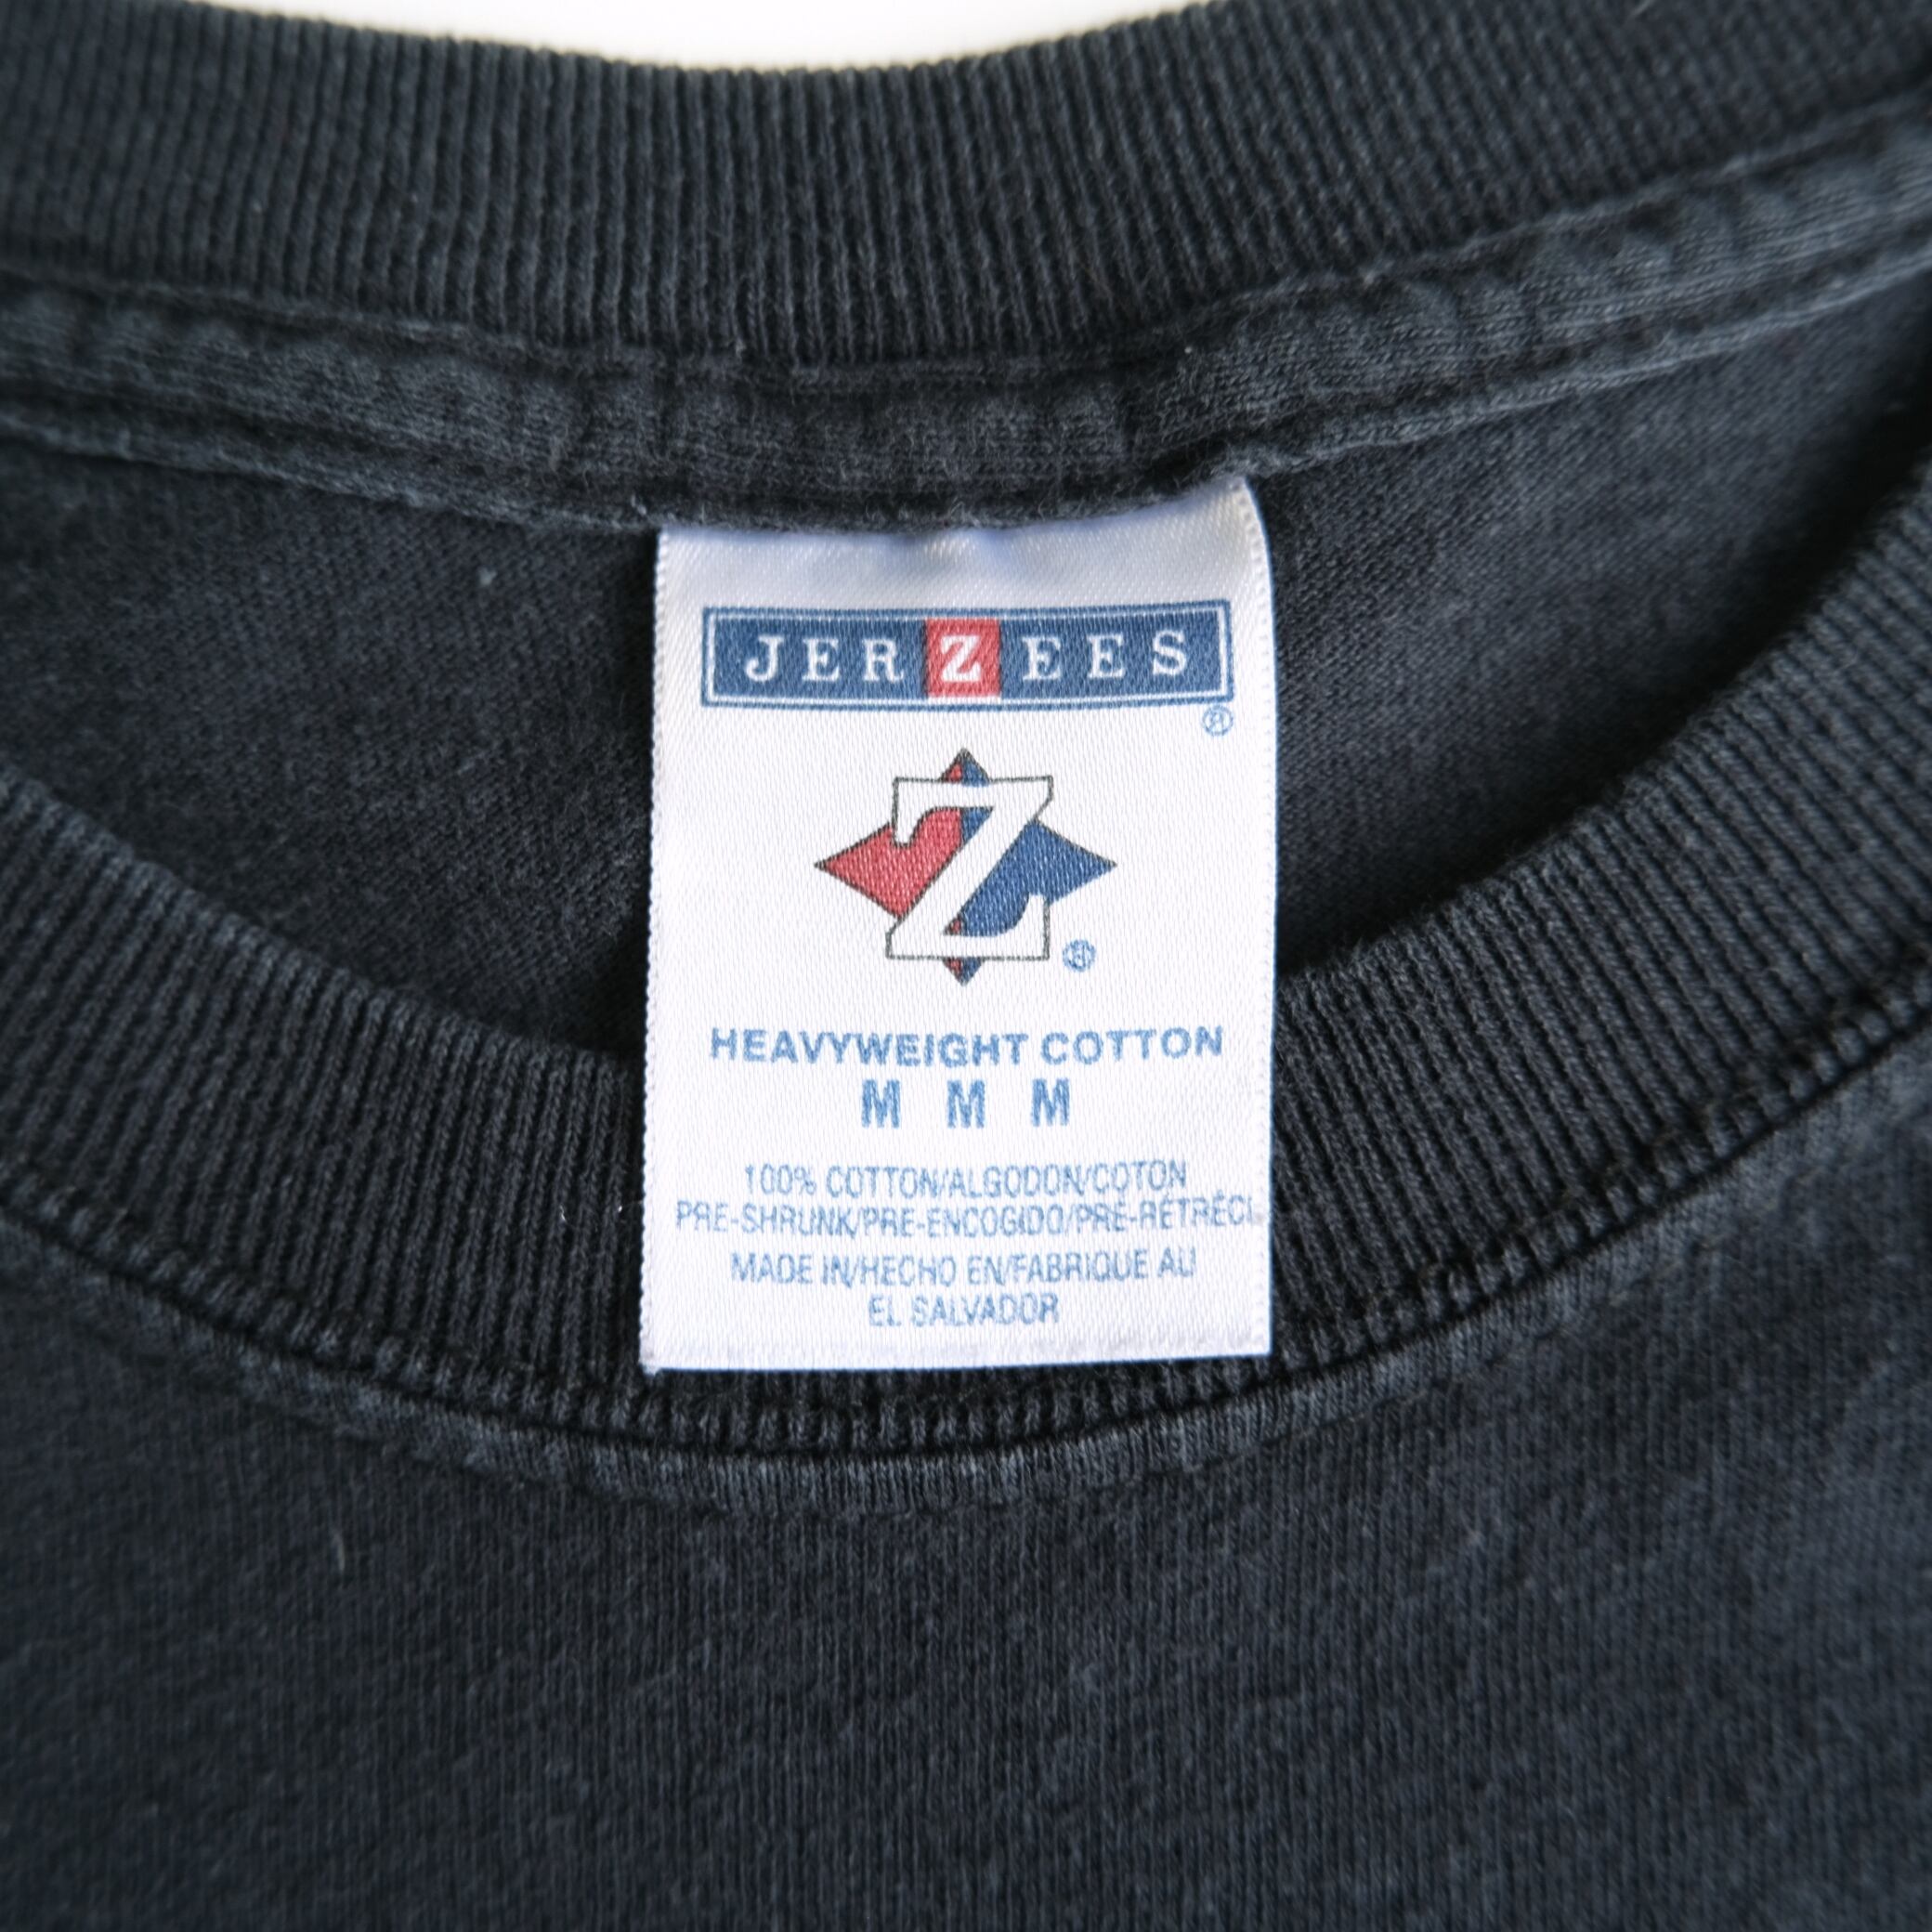 JERZEES
®
Z
®
HEAVYWEIGHT COTTON
M M M
100% COTTON/ALGODON/COTON
PRE-SHRUNK/PRE-ENCOGIDO/PRÉ-RÉTRÉCI
MADE IN/HECHO EN/FABRIQUE AU
EL SALVADOR